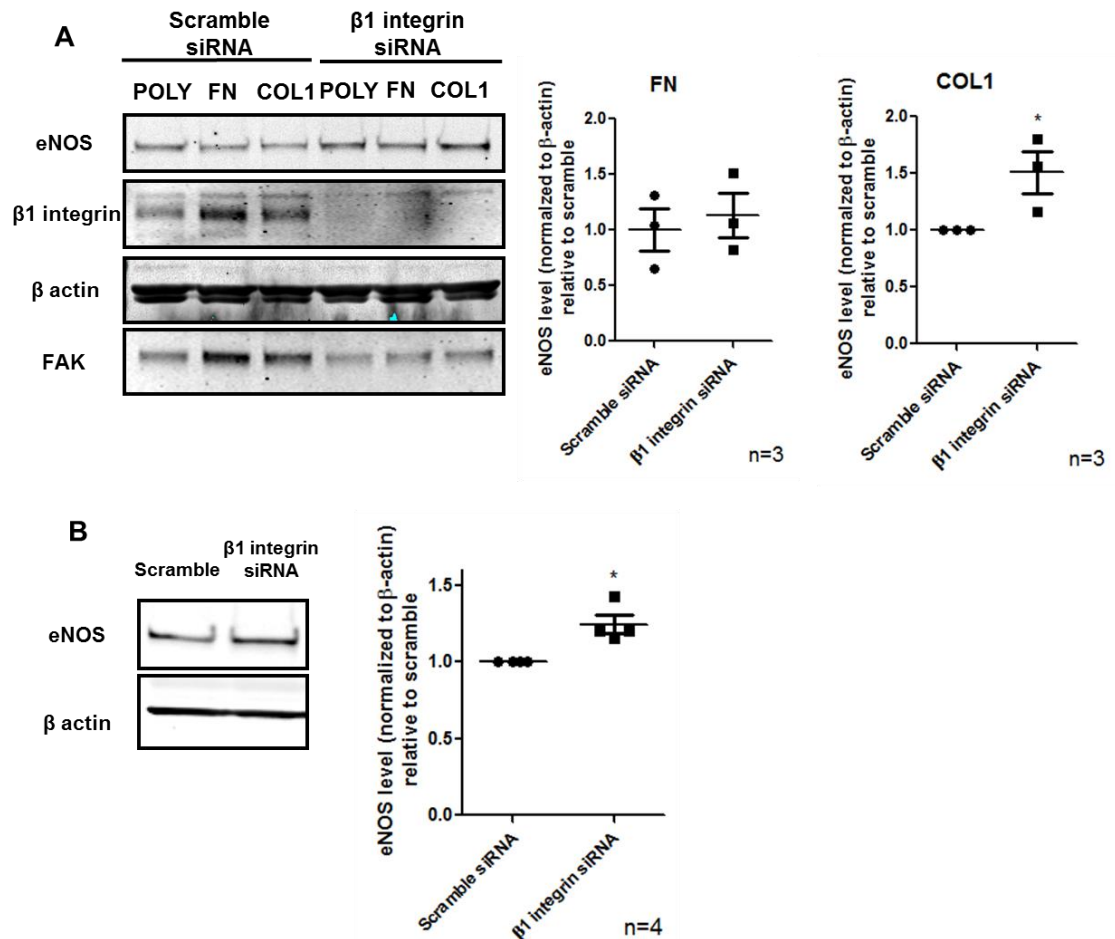 A
Scramble
siRNA
β1 integrin
siRNA
POLY FN COL1 POLY FN COL1
eNOS
β1 integrin
β actin
FAK
FN
eNOS level (normalized to β-actin)
relative to scramble
2.0
1.5
1.0
0.5
0.0
Scramble siRNA
β1 integrin siRNA
n=3
COL1
eNOS level (normalized to β-actin)
relative to scramble
2.0
1.5
1.0
0.5
0.0
*
Scramble siRNA
β1 integrin siRNA
n=3
B
Scramble
β1 integrin
siRNA
eNOS
β actin
eNOS level (normalized to β-actin)
relative to scramble
1.5
1.0
0.5
0.0
*
Scramble siRNA
β1 integrin siRNA
n=4